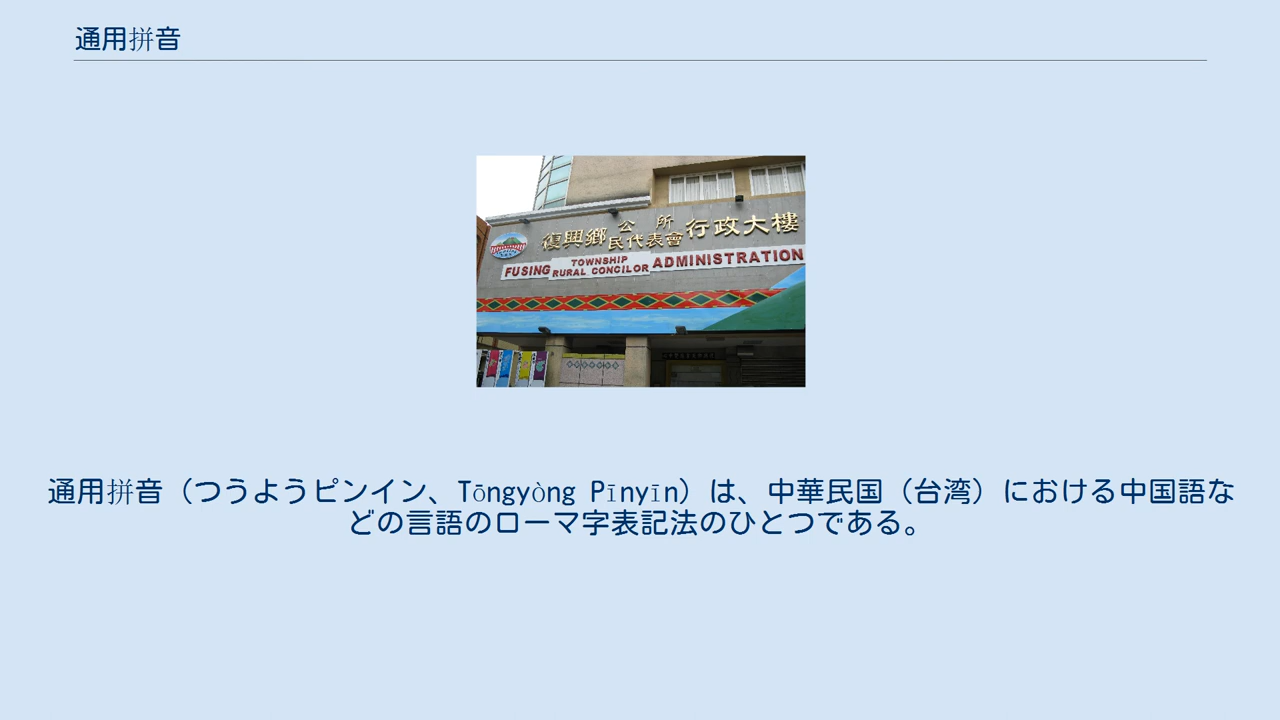 通用拼音
復興鄉 公所 行政大樓
民代表會
FUSING TOWNSHIP ADMINISTRATION
RURAL CONCILOR
通用拼音（つうようピンイン、Tōngyòng Pīnyīn）は、中華民国（台湾）における中国語な
どの言語のローマ字表記法のひとつである。